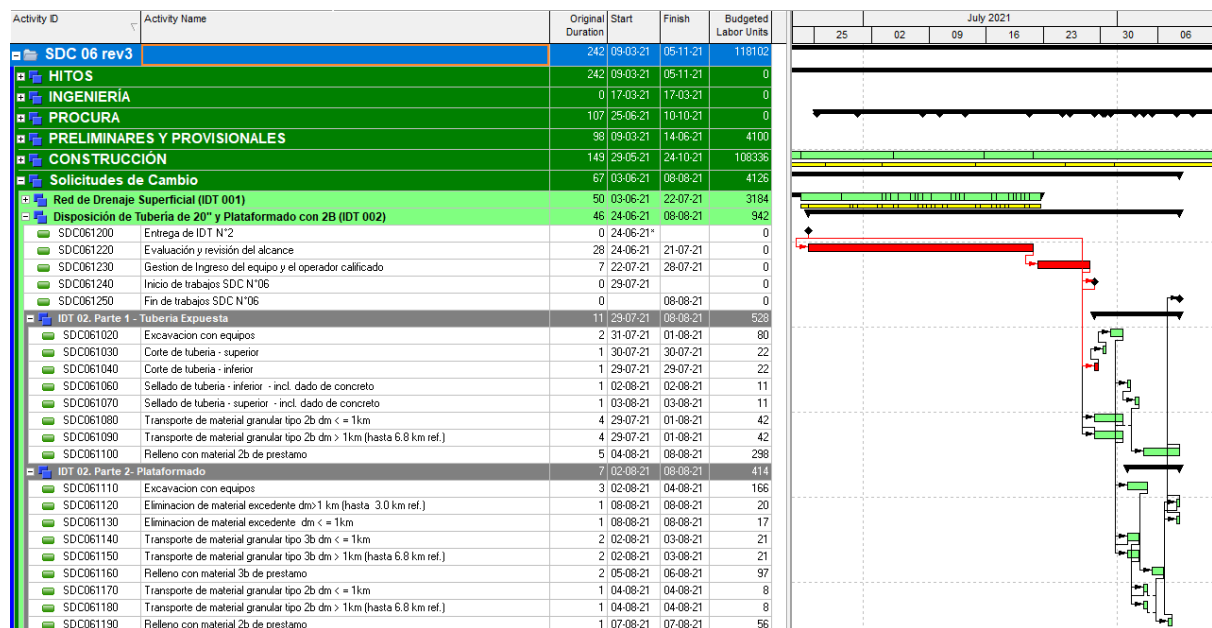 Activity ID Activity Name Original Duration Start Finish Budgeted Labor Units July 2021
25 02 09 16 23 30 06
SDC 06 rev3 242 09-03-21 05-11-21 118102
HITOS 242 09-03-21 05-11-21 0
INGENIERÍA 0 17-03-21 17-03-21 0
PROCURA 107 25-06-21 10-10-21 0
PRELIMINARES Y PROVISIONALES 98 09-03-21 14-06-21 4100
CONSTRUCCIÓN 149 29-05-21 24-10-21 108336
Solicitudes de Cambio 67 03-06-21 08-08-21 4126
Red de Drenaje Superficial (IDT 001) 50 03-06-21 22-07-21 3184
Disposición de Tubería de 20" y Plataformado con 2B (IDT 002) 46 24-06-21 08-08-21 942
SDC061200 Entrega de IDT N°2 0 24-06-21* 0
SDC061220 Evaluación y revisión del alcance 28 24-06-21 21-07-21 0
SDC061230 Gestion de Ingreso del equipo y el operador calificado 7 22-07-21 28-07-21 0
SDC061240 Inicio de trabajos SDC N°06 0 29-07-21 0
SDC061250 Fin de trabajos SDC N°06 0 08-08-21 0
IDT 02. Parte 1 - Tuberia Expuesta 11 29-07-21 08-08-21 528
SDC061020 Excavacion con equipos 2 31-07-21 01-08-21 80
SDC061030 Corte de tuberia - superior 1 30-07-21 30-07-21 22
SDC061040 Corte de tuberia - inferior 1 29-07-21 29-07-21 22
SDC061060 Sellado de tuberia - inferior - incl. dado de concreto 1 02-08-21 02-08-21 11
SDC061070 Sellado de tuberia - superior - incl. dado de concreto 1 03-08-21 03-08-21 11
SDC061080 Transporte de material granular tipo 2b dm < = 1km 4 29-07-21 01-08-21 42
SDC061090 Transporte de material granular tipo 2b dm > 1km (hasta 6.8 km ref.) 4 29-07-21 01-08-21 42
SDC061100 Relleno con material 2b de prestamo 5 04-08-21 08-08-21 298
IDT 02. Parte 2- Plataformado 7 02-08-21 08-08-21 414
SDC061110 Excavacion con equipos 3 02-08-21 04-08-21 166
SDC061120 Eliminacion de material excedente dm>1 km (hasta 3.0 km ref.) 1 08-08-21 08-08-21 20
SDC061130 Eliminacion de material excedente dm < = 1km 1 08-08-21 08-08-21 17
SDC061140 Transporte de material granular tipo 3b dm < = 1km 2 02-08-21 03-08-21 21
SDC061150 Transporte de material granular tipo 3b dm > 1km (hasta 6.8 km ref.) 2 02-08-21 03-08-21 21
SDC061160 Relleno con material 3b de prestamo 2 05-08-21 06-08-21 97
SDC061170 Transporte de material granular tipo 2b dm < = 1km 1 04-08-21 04-08-21 8
SDC061180 Transporte de material granular tipo 2b dm > 1km (hasta 6.8 km ref.) 1 04-08-21 04-08-21 8
SDC061190 Relleno con material 2b de prestamo 1 07-08-21 07-08-21 56